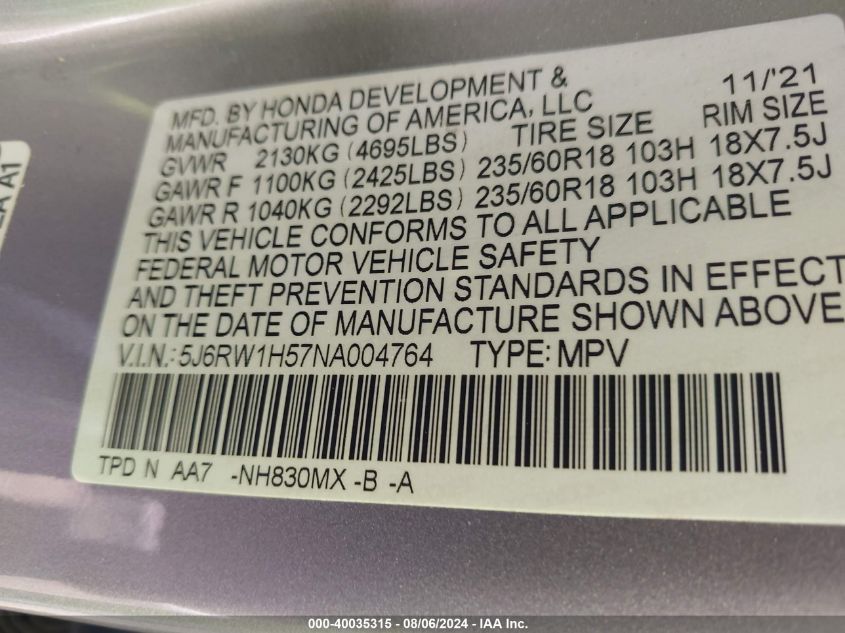 MFD. BY HONDA DEVELOPMENT & 11/'21
MANUFACTURING OF AMERICA, LLC
GVWR 2130KG (4695LBS) TIRE SIZE RIM SIZE
GAWR F 1100KG (2425LBS) 235/60R18 103H 18X7.5J
GAWR R 1040KG (2292LBS) 235/60R18 103H 18X7.5J
THIS VEHICLE CONFORMS TO ALL APPLICABLE
FEDERAL MOTOR VEHICLE SAFETY
AND THEFT PREVENTION STANDARDS IN EFFECT
ON THE DATE OF MANUFACTURE SHOWN ABOVE
V.I.N.: 5J6RW1H57NA004764 TYPE: MPV
TPD N AA7 -NH830MX -B -A
000-40035315 - 08/06/2024 - IAA Inc.